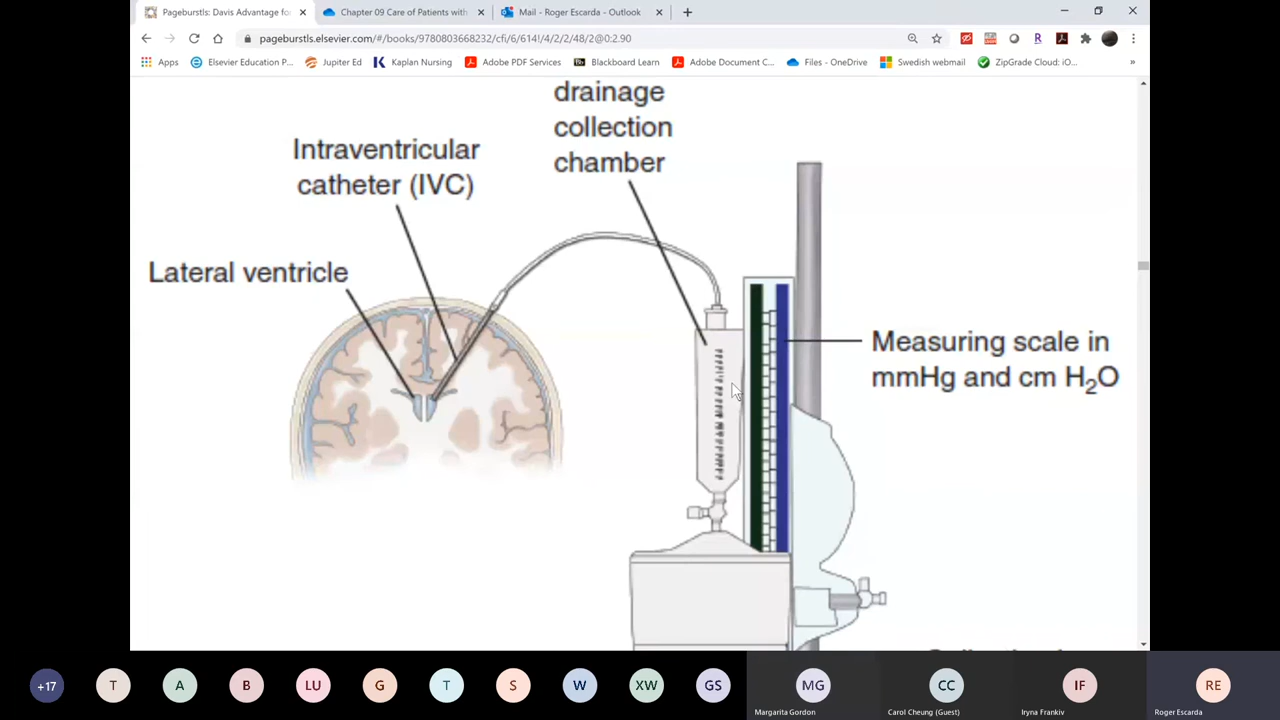 Pageburstls: Davis Advantage for
Chapter 09 Care of Patients with
Mail - Roger Escarda - Outlook
pageburstls.elsevier.com/#/books/9780803668232/cfi/6/614!/4/2/2/48/2@0:2.90
Apps
Elsevier Education P...
Jupiter Ed
Kaplan Nursing
Adobe PDF Services
Bb
Blackboard Learn
Adobe Document C...
Files - OneDrive
Swedish webmail
ZipGrade Cloud: iO...
drainage
collection
chamber
Intraventricular
catheter (IVC)
Lateral ventricle
Measuring scale in
mmHg and cm H₂O
+17
T
A
B
LU
G
T
S
W
XW
GS
MG
Margarita Gordon
CC
Carol Cheung (Guest)
IF
Iryna Frankiv
RE
Roger Escarda